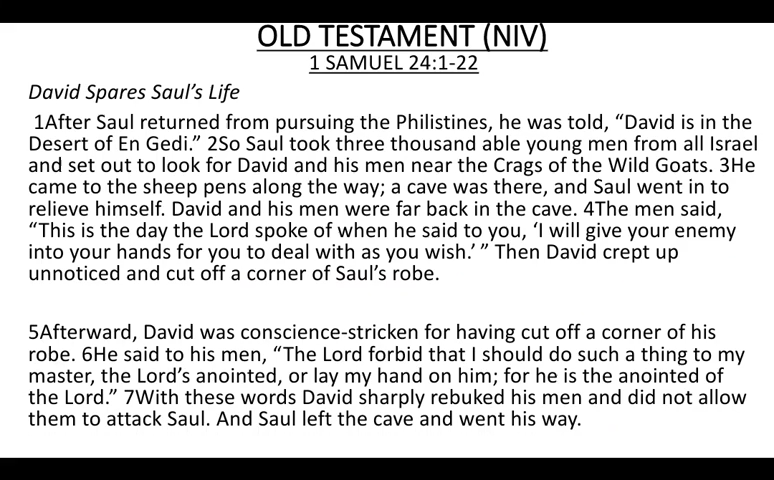 OLD TESTAMENT (NIV)
1 SAMUEL 24:1-22
David Spares Saul’s Life
1After Saul returned from pursuing the Philistines, he was told, “David is in the
Desert of En Gedi.” 2So Saul took three thousand able young men from all Israel
and set out to look for David and his men near the Crags of the Wild Goats. 3He
came to the sheep pens along the way; a cave was there, and Saul went in to
relieve himself. David and his men were far back in the cave. 4The men said,
“This is the day the Lord spoke of when he said to you, ‘I will give your enemy
into your hands for you to deal with as you wish.’ ” Then David crept up
unnoticed and cut off a corner of Saul’s robe.
5Afterward, David was conscience-stricken for having cut off a corner of his
robe. 6He said to his men, “The Lord forbid that I should do such a thing to my
master, the Lord’s anointed, or lay my hand on him; for he is the anointed of
the Lord.” 7With these words David sharply rebuked his men and did not allow
them to attack Saul. And Saul left the cave and went his way.